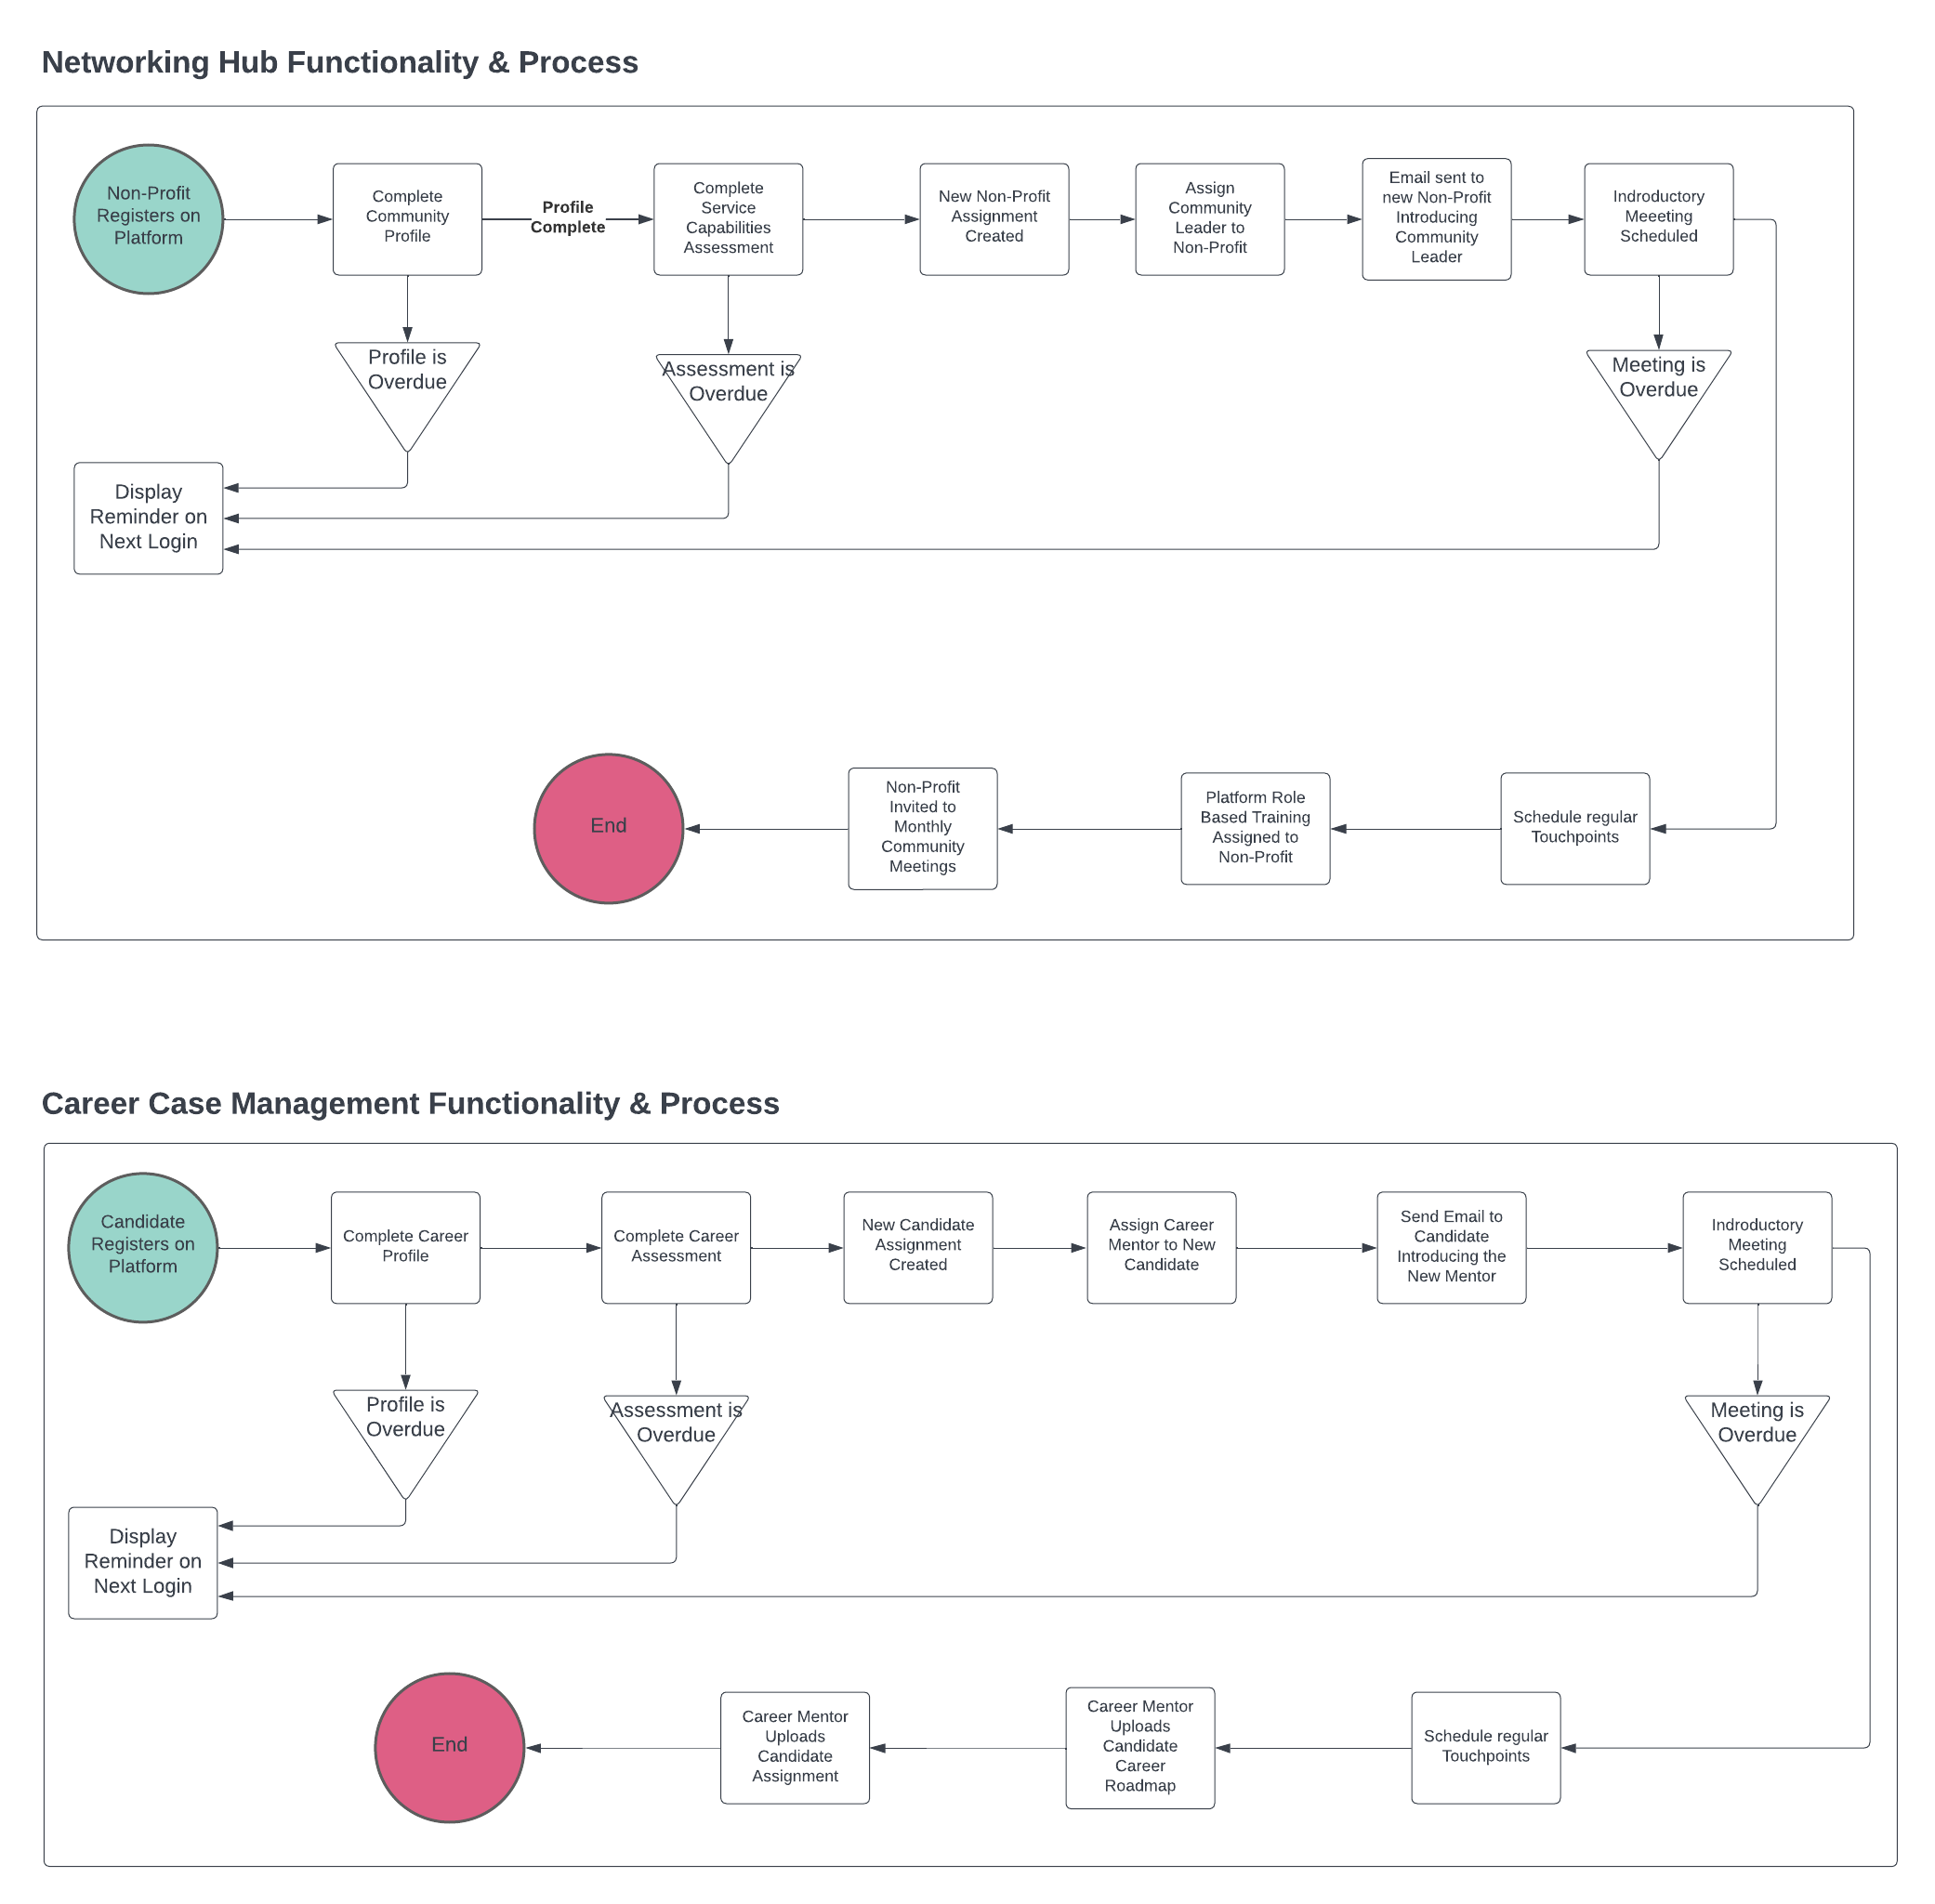 Networking Hub Functionality & Process
Non-Profit
Registers on
Platform
Complete
Community
Profile
Profile
Complete
Complete
Service
Capabilities
Assessment
New Non-Profit
Assignment
Created
Assign
Community
Leader to
Non-Profit
Email sent to
new Non-Profit
Introducing
Community
Leader
Indroductory
Meeeting
Scheduled
Profile is
Overdue
Assessment is
Overdue
Meeting is
Overdue
Display
Reminder on
Next Login
End
Non-Profit
Invited to
Monthly
Community
Meetings
Platform Role
Based Training
Assigned to
Non-Profit
Schedule regular
Touchpoints
Career Case Management Functionality & Process
Candidate
Registers on
Platform
Complete Career
Profile
Complete Career
Assessment
New Candidate
Assignment
Created
Assign Career
Mentor to New
Candidate
Send Email to
Candidate
Introducing the
New Mentor
Indroductory
Meeting
Scheduled
Profile is
Overdue
Assessment is
Overdue
Meeting is
Overdue
Display
Reminder on
Next Login
End
Career Mentor
Uploads
Candidate
Assignment
Career Mentor
Uploads
Candidate
Career
Roadmap
Schedule regular
Touchpoints